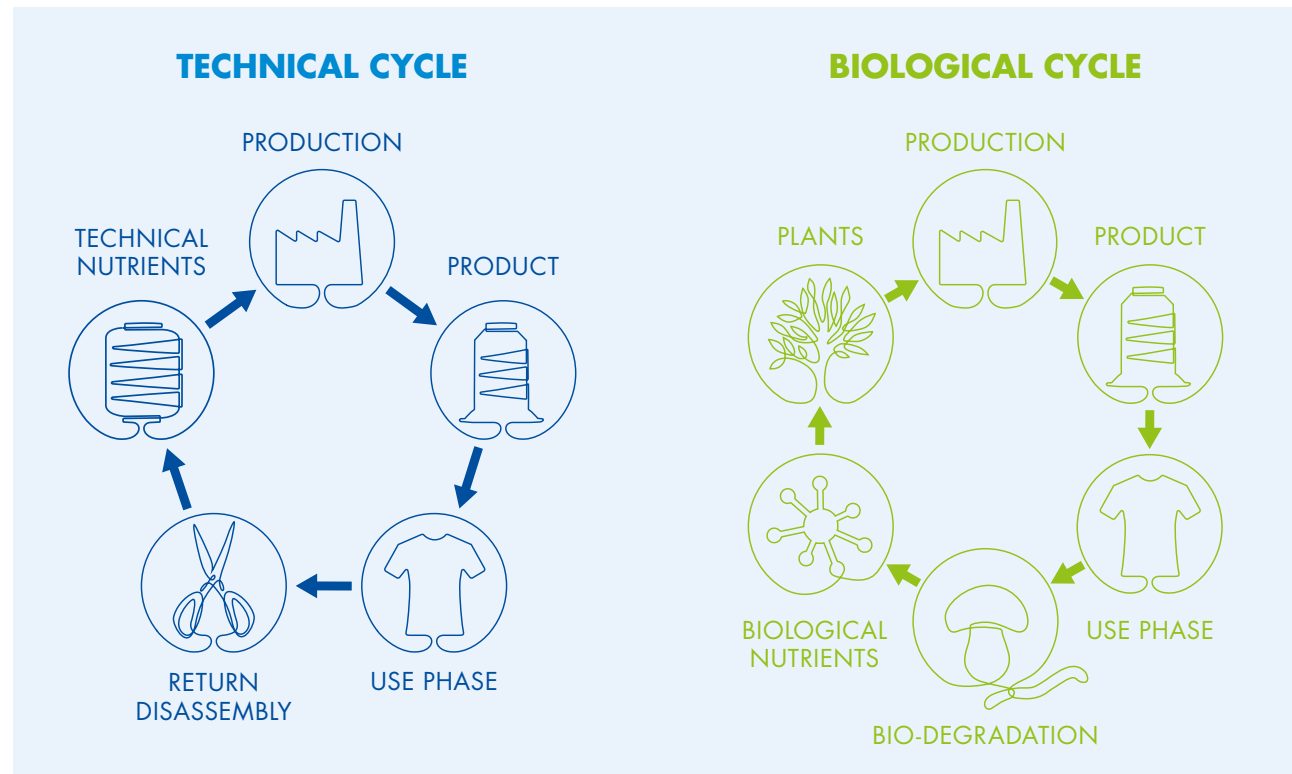 TECHNICAL CYCLE
PRODUCTION
TECHNICAL
NUTRIENTS
PRODUCT
RETURN
DISASSEMBLY
USE PHASE
BIOLOGICAL CYCLE
PRODUCTION
PLANTS
PRODUCT
BIOLOGICAL
NUTRIENTS
USE PHASE
BIO-DEGRADATION